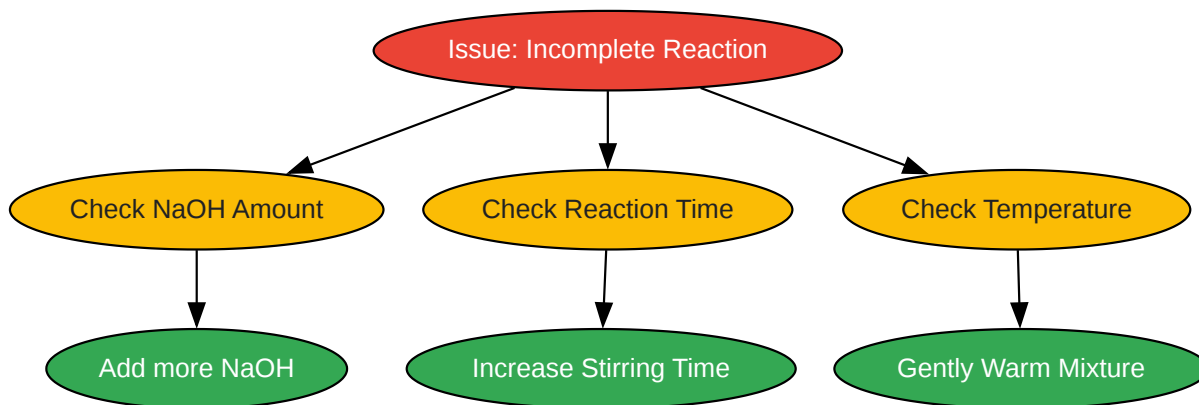 Issue: Incomplete Reaction
Check NaOH Amount
Check Reaction Time
Check Temperature
Add more NaOH
Increase Stirring Time
Gently Warm Mixture